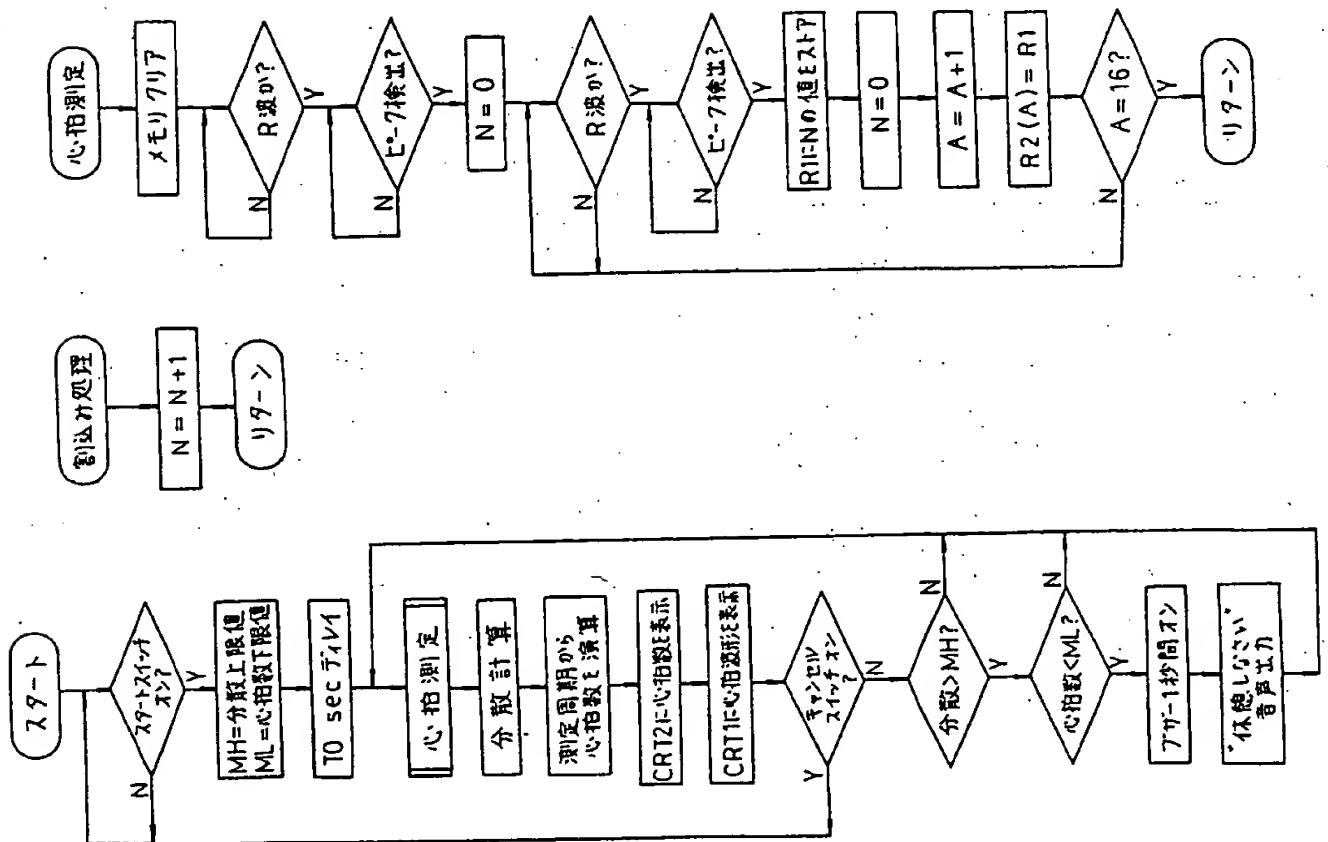 スタート
スタートスイッチ
オン?
N
Y
MH=分散上限値
ML=心拍数下限値
T0 sec ディレイ
心拍測定
分散計算
測定周期から
心拍数を演算
CRT2に心拍数を表示
CRT1に心拍波形を表示
キャンセル
スイッチオン
?
Y
N
分散>MH?
N
Y
心拍数<ML?
N
Y
ブザー1秒間オン
"休憩しなさい"
音声出力
割込み処理
N=N+1
リターン
心拍測定
メモリクリア
R波か?
N
Y
ピーク検出?
N
Y
N=0
R波か?
N
Y
ピーク検出?
N
Y
R1にNの値をストア
N=0
A=A+1
R2(A)=R1
A=16?
N
Y
リターン